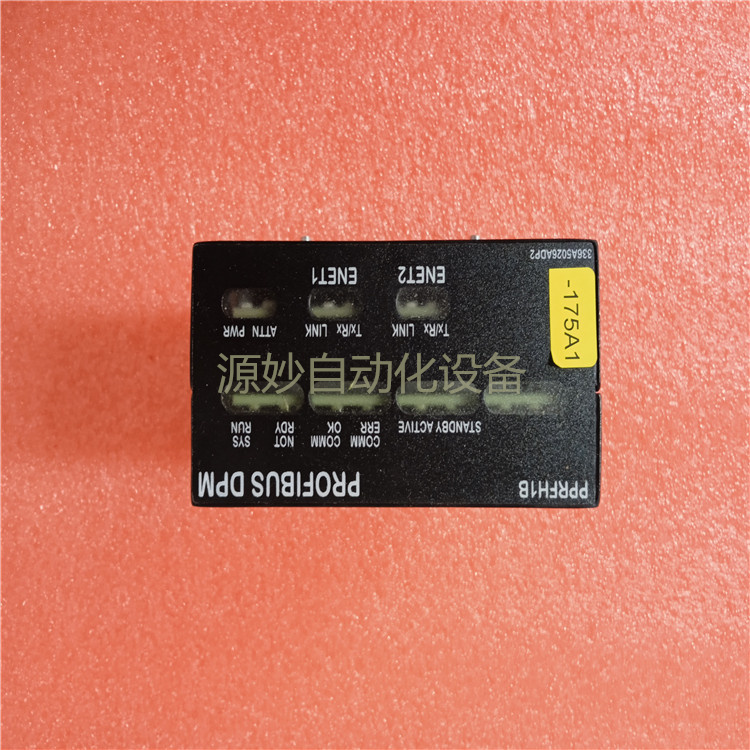 PROFIBUS DPM
PPRFH1B
SYS RUN
NOT RDY
COMM OK
COMM ERR
STANDBY
ACTIVE
PWR
ATTN
LINK
Tx/Rx
LINK
Tx/Rx
ENET1
ENET2
336A5026ADP2
-175A1
源妙自动化设备